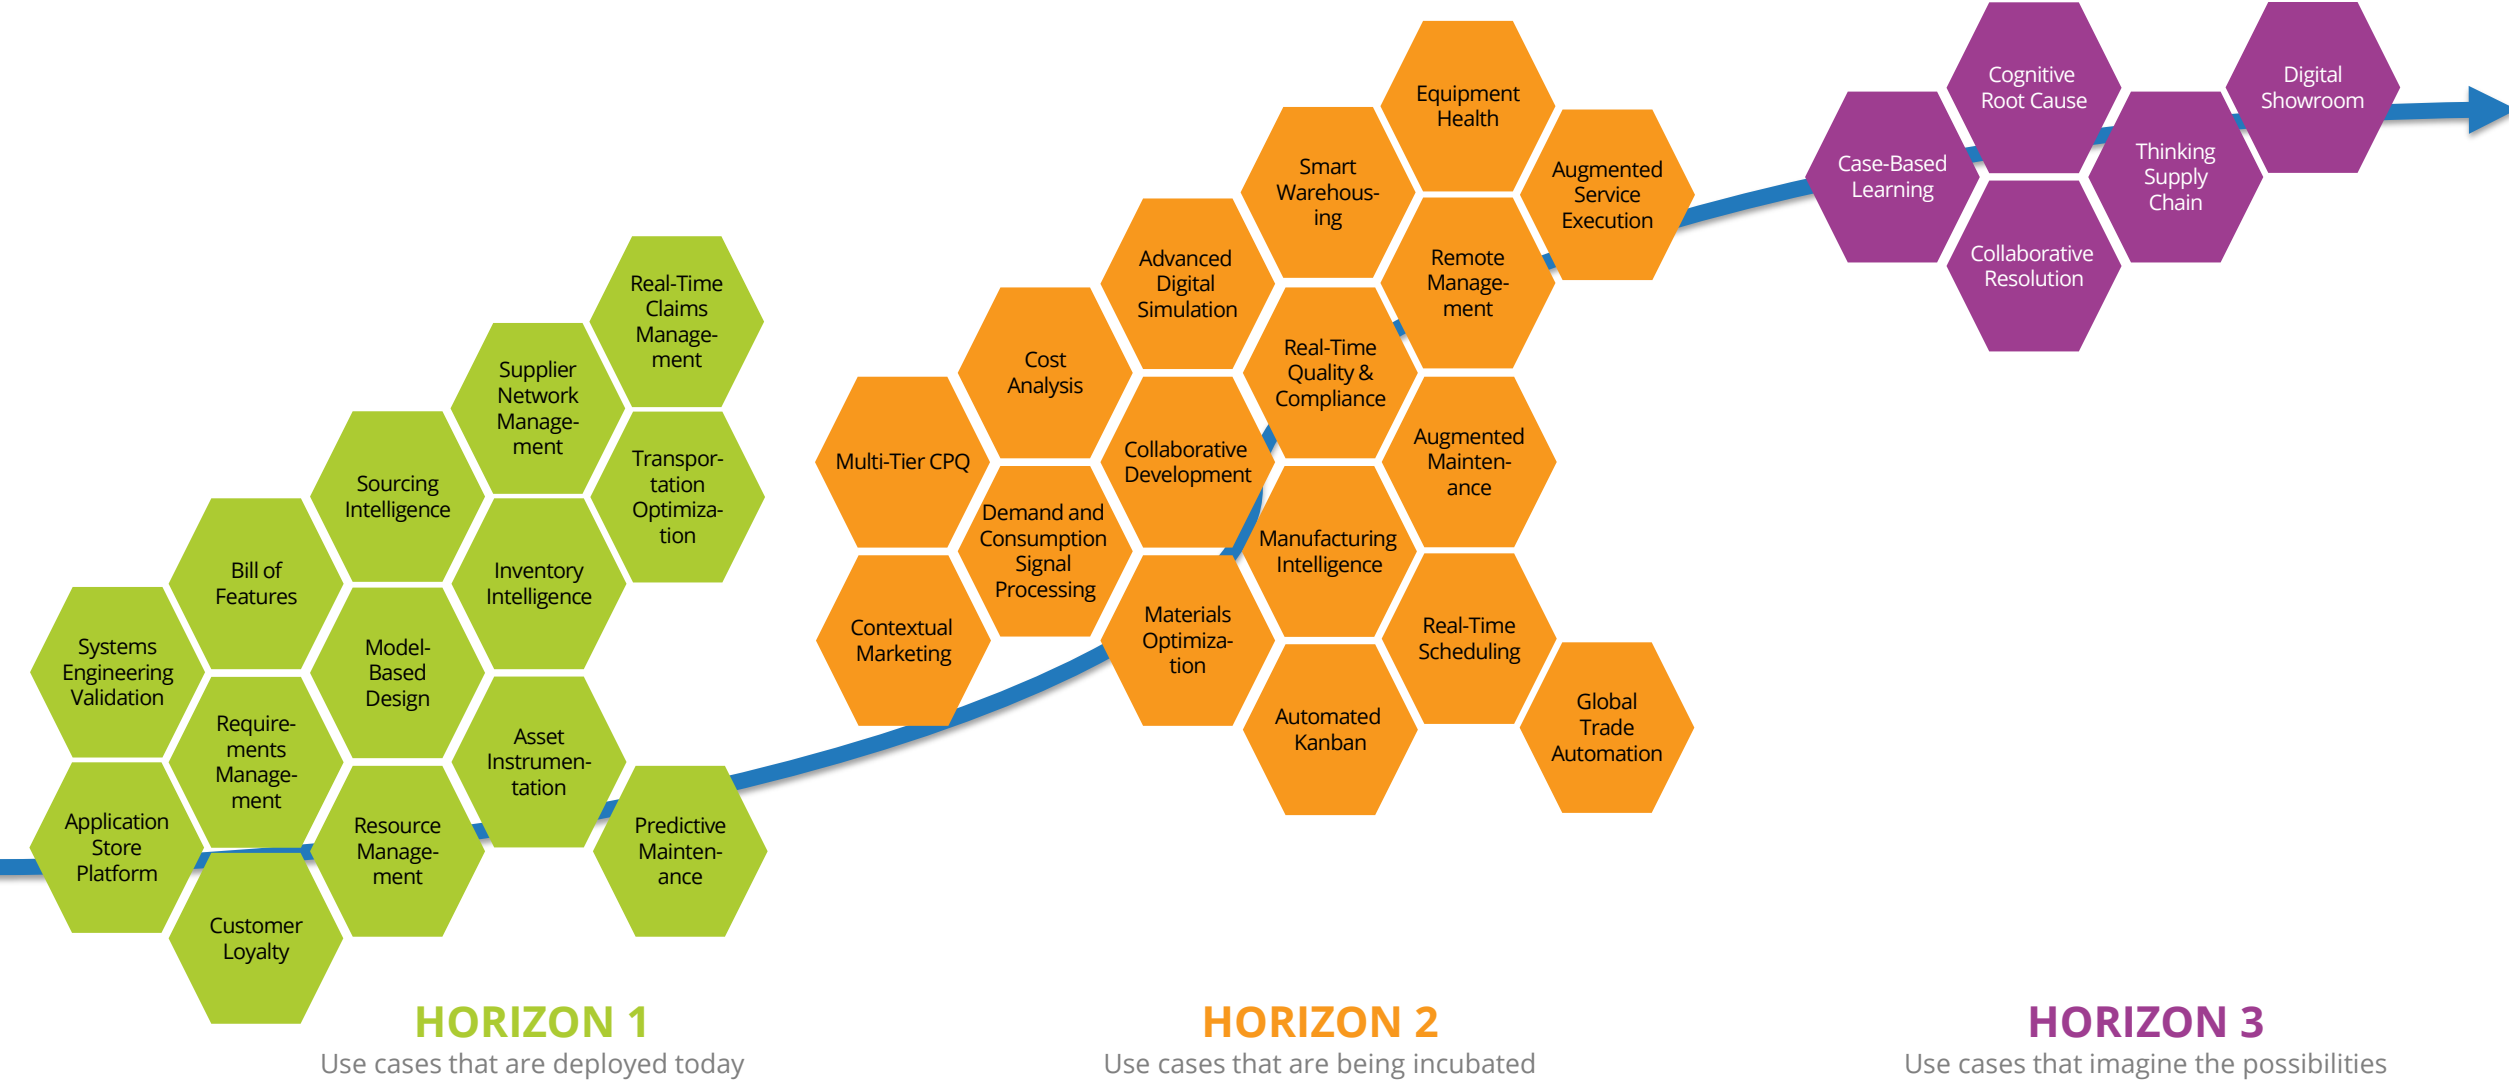 Real-Time
Claims
Manage-
ment
Supplier
Network
Manage-
ment
Transpor-
tation
Optimiza-
tion
Sourcing
Intelligence
Bill of
Features
Inventory
Intelligence
Systems
Engineering
Validation
Model-
Based
Design
Require-
ments
Manage-
ment
Asset
Instrumen-
tation
Application
Store
Platform
Resource
Manage-
ment
Predictive
Mainten-
ance
Customer
Loyalty
HORIZON 1
Use cases that are deployed today
Equipment
Health
Smart
Warehous-
ing
Augmented
Service
Execution
Advanced
Digital
Simulation
Remote
Manage-
ment
Cost
Analysis
Real-Time
Quality &
Compliance
Multi-Tier CPQ
Collaborative
Development
Augmented
Mainten-
ance
Demand and
Consumption
Signal
Processing
Manufacturing
Intelligence
Contextual
Marketing
Materials
Optimiza-
tion
Real-Time
Scheduling
Automated
Kanban
Global
Trade
Automation
HORIZON 2
Use cases that are being incubated
Cognitive
Root Cause
Digital
Showroom
Case-Based
Learning
Thinking
Supply
Chain
Collaborative
Resolution
HORIZON 3
Use cases that imagine the possibilities